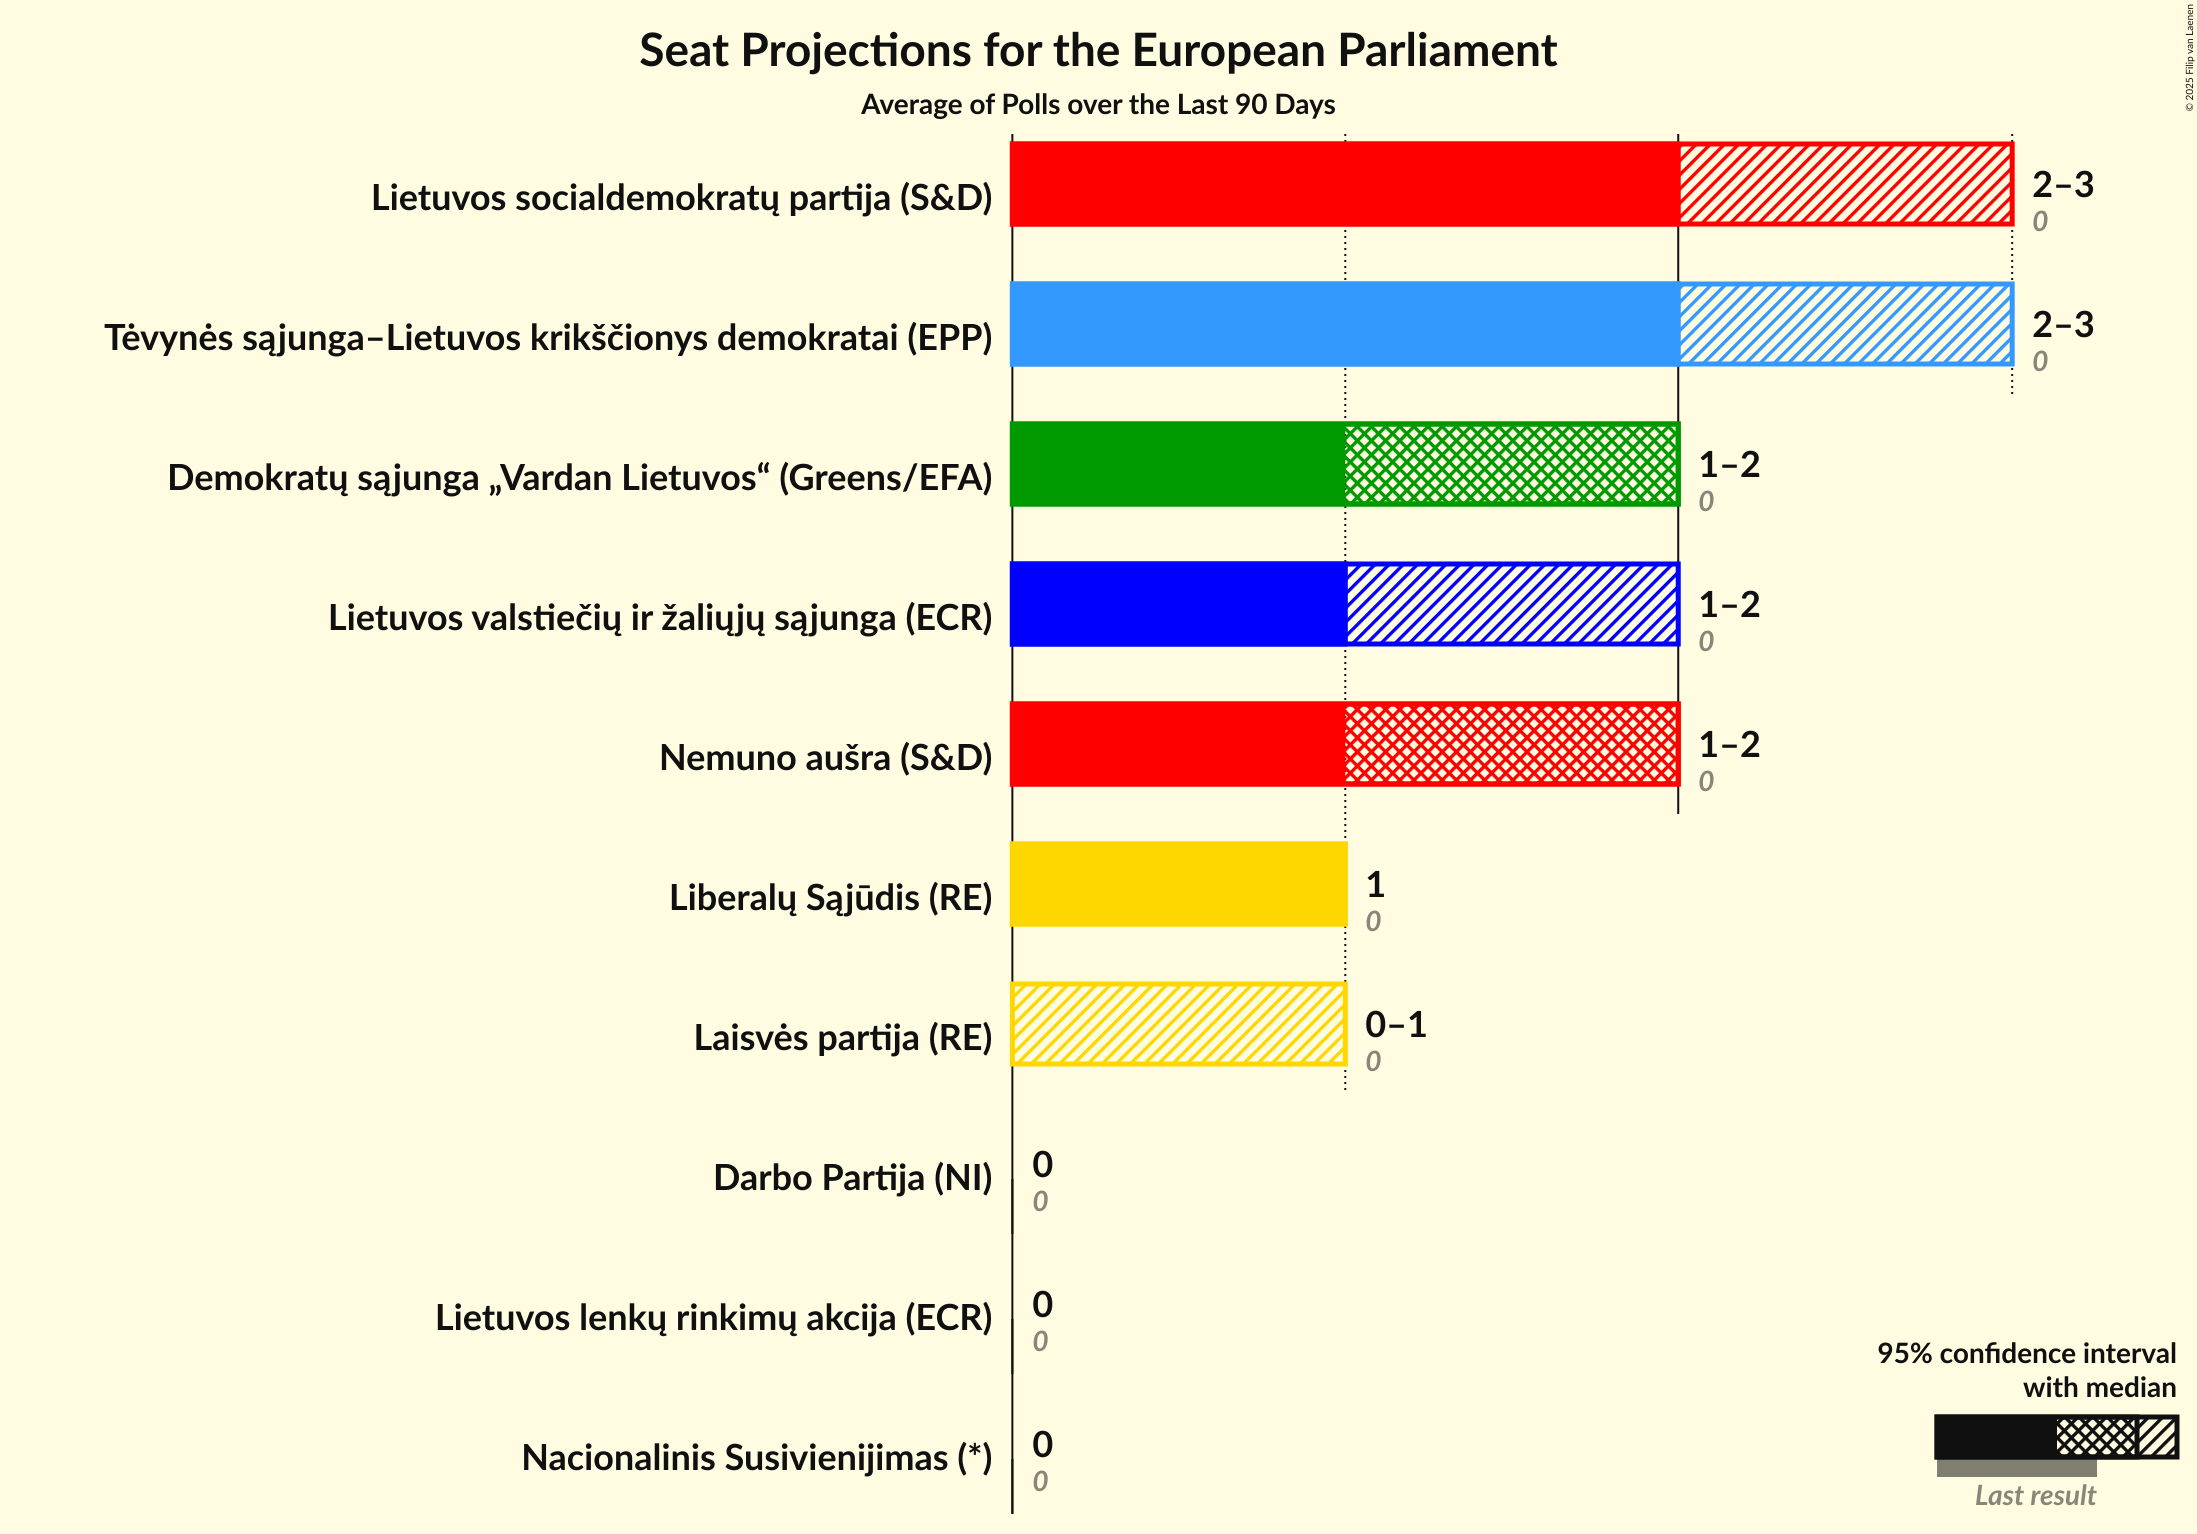 Seat Projections for the European Parliament
Average of Polls over the Last 90 Days
© 2025 Filip van Laenen
Lietuvos socialdemokratų partija (S&D)
2–3
0
Tėvynės sąjunga–Lietuvos krikščionys demokratai (EPP)
2–3
0
Demokratų sąjunga „Vardan Lietuvos“ (Greens/EFA)
1–2
0
Lietuvos valstiečių ir žaliųjų sąjunga (ECR)
1–2
0
Nemuno aušra (S&D)
1–2
0
Liberalų Sąjūdis (RE)
1
0
Laisvės partija (RE)
0–1
0
Darbo Partija (NI)
0
0
Lietuvos lenkų rinkimų akcija (ECR)
0
0
Nacionalinis Susivienijimas (*)
0
0
95% confidence interval
with median
Last result